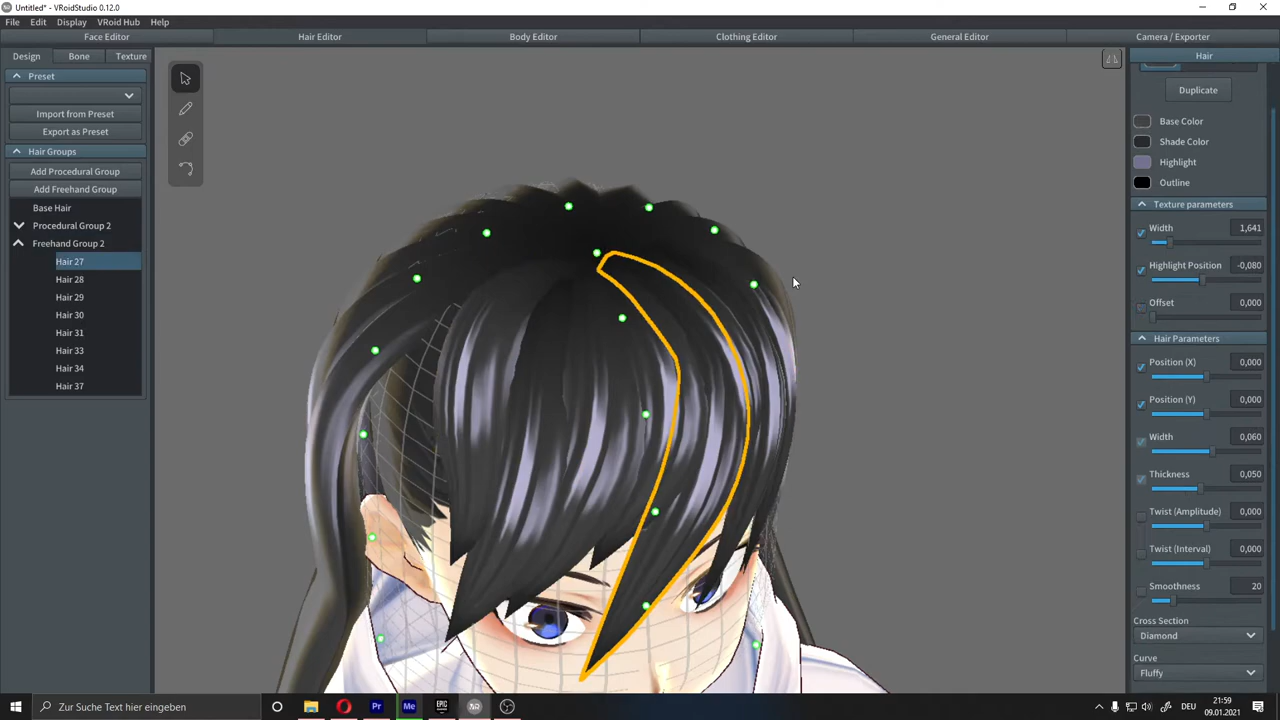 Untitled* - VRoidStudio 0.12.0
File Edit Display VRoid Hub Help
Face Editor Hair Editor Body Editor Clothing Editor General Editor Camera / Exporter
Design Bone Texture
Preset
Import from Preset
Export as Preset
Hair Groups
Add Procedural Group
Add Freehand Group
Base Hair
Procedural Group 2
Freehand Group 2
Hair 27
Hair 28
Hair 29
Hair 30
Hair 31
Hair 33
Hair 34
Hair 37
Hair
Duplicate
Base Color
Shade Color
Highlight
Outline
Texture parameters
Width 1,641
Highlight Position -0,080
Offset 0,000
Hair Parameters
Position (X) 0,000
Position (Y) 0,000
Width 0,060
Thickness 0,050
Twist (Amplitude) 0,000
Twist (Interval) 0,000
Smoothness 20
Cross Section
Diamond
Curve
Fluffy
Zur Suche Text hier eingeben
Pr
Me
EPIC
DEU
21:59
09.01.2021